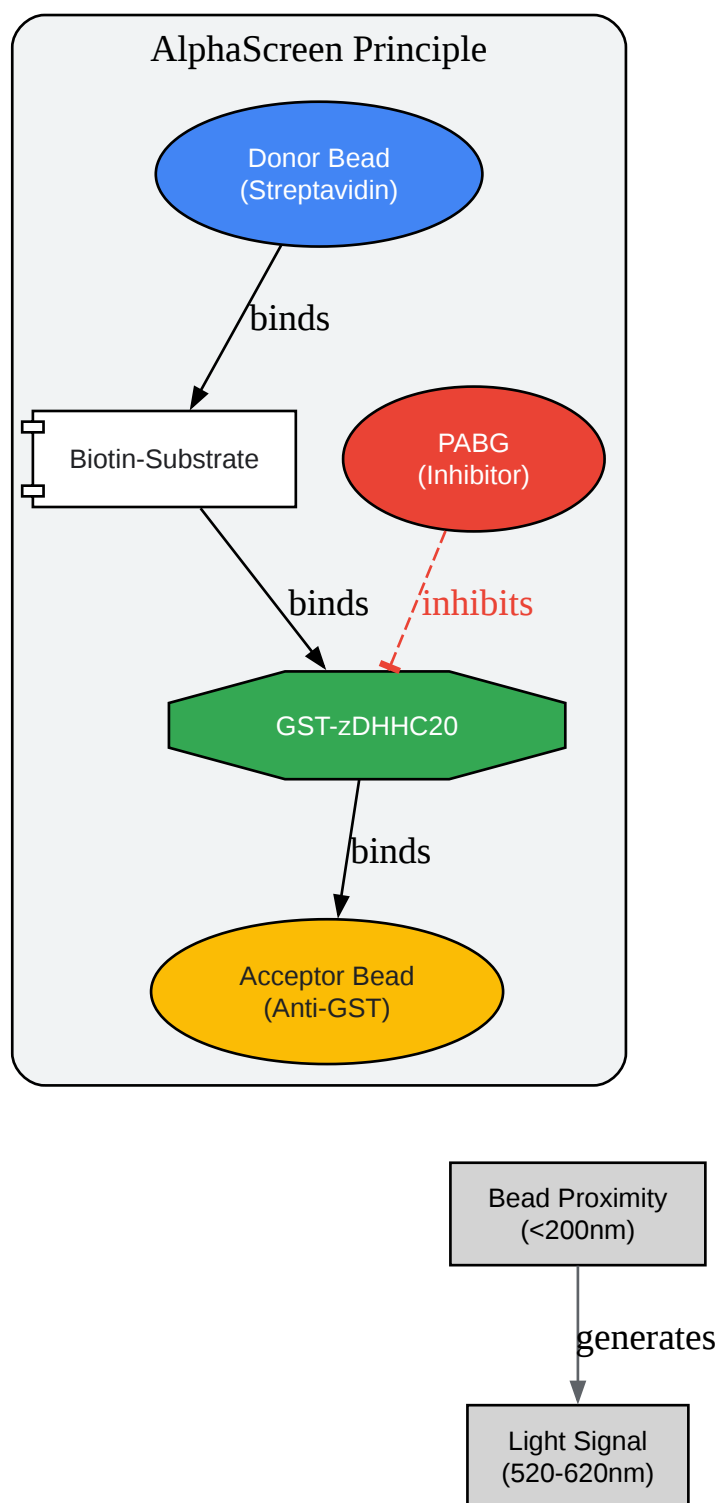 AlphaScreen Principle
Donor Bead
(Streptavidin)
binds
Biotin-Substrate
PABG
(Inhibitor)
binds
inhibits
GST-zDHHC20
binds
Acceptor Bead
(Anti-GST)
Bead Proximity
(<200nm)
generates
Light Signal
(520-620nm)